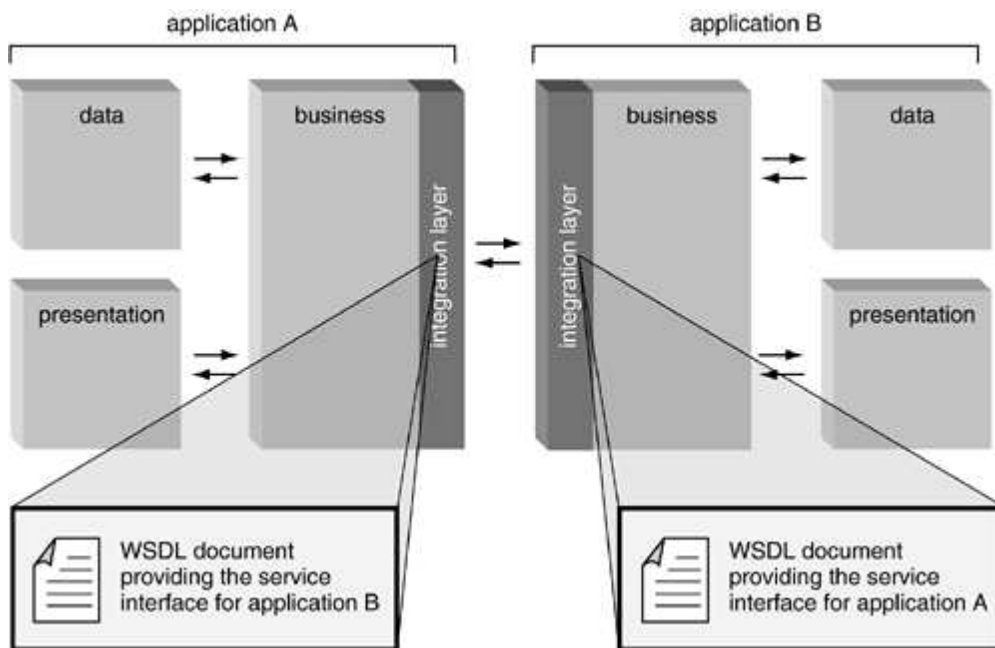 application A
application B
data
business
integration layer
integration layer
business
data
presentation
presentation
WSDL document
providing the service
interface for application B
WSDL document
providing the service
interface for application A